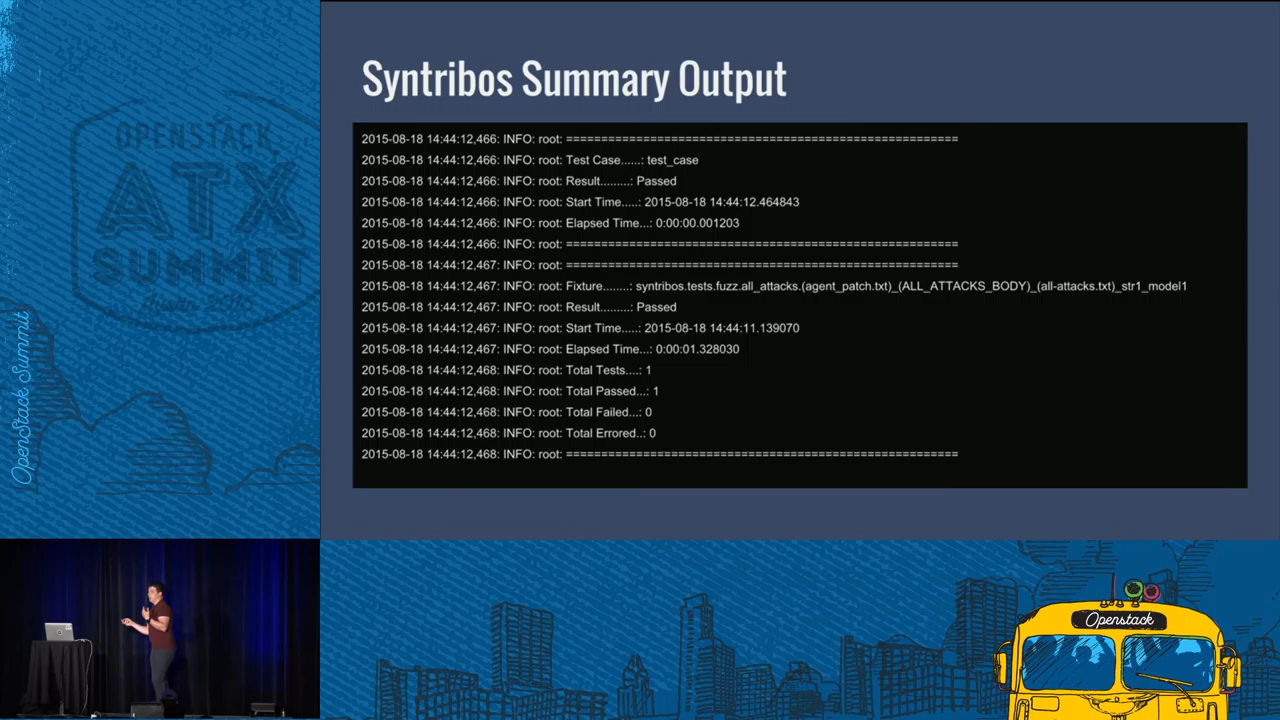 Syntribos Summary Output
2015-08-18 14:44:12,466: INFO: root: ========================================================
2015-08-18 14:44:12,466: INFO: root: Test Case......: test_case
2015-08-18 14:44:12,466: INFO: root: Result.........: Passed
2015-08-18 14:44:12,466: INFO: root: Start Time.....: 2015-08-18 14:44:12.464843
2015-08-18 14:44:12,466: INFO: root: Elapsed Time...: 0:00:00.001203
2015-08-18 14:44:12,466: INFO: root: ========================================================
2015-08-18 14:44:12,467: INFO: root: ========================================================
2015-08-18 14:44:12,467: INFO: root: Fixture........: syntribos.tests.fuzz.all_attacks.(agent_patch.txt)_(ALL_ATTACKS_BODY)_(all-attacks.txt)_str1_model1
2015-08-18 14:44:12,467: INFO: root: Result.........: Passed
2015-08-18 14:44:12,467: INFO: root: Start Time.....: 2015-08-18 14:44:11.139070
2015-08-18 14:44:12,467: INFO: root: Elapsed Time...: 0:00:01.328030
2015-08-18 14:44:12,468: INFO: root: Total Tests....: 1
2015-08-18 14:44:12,468: INFO: root: Total Passed...: 1
2015-08-18 14:44:12,468: INFO: root: Total Failed...: 0
2015-08-18 14:44:12,468: INFO: root: Total Errored..: 0
2015-08-18 14:44:12,468: INFO: root: ========================================================
OPENSTACK
ATX
SUMMIT
OpenStack Summit
Openstack